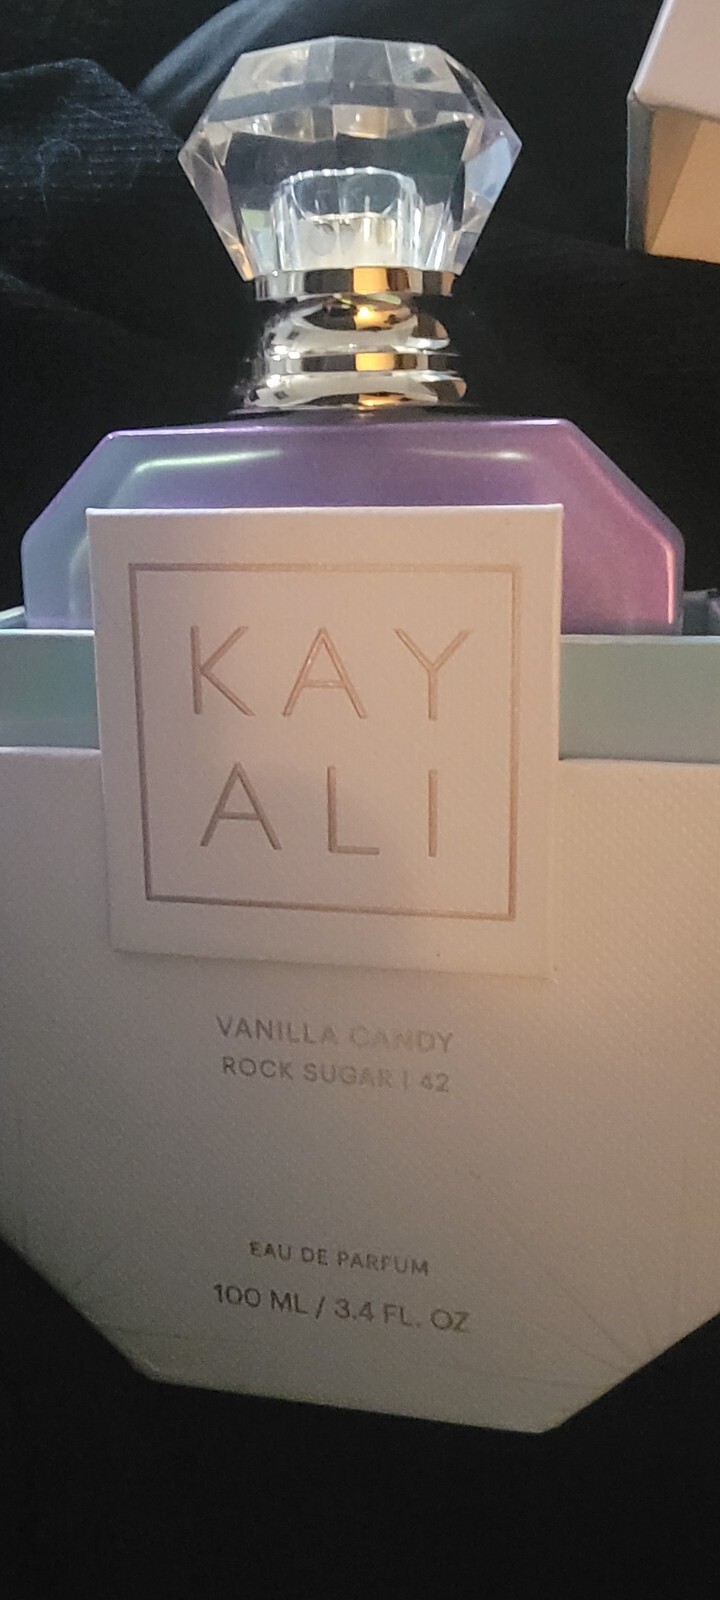 KAY
ALI
VANILLA CANDY
ROCK SUGAR | 42
EAU DE PARFUM
100 ML / 3.4 FL. OZ